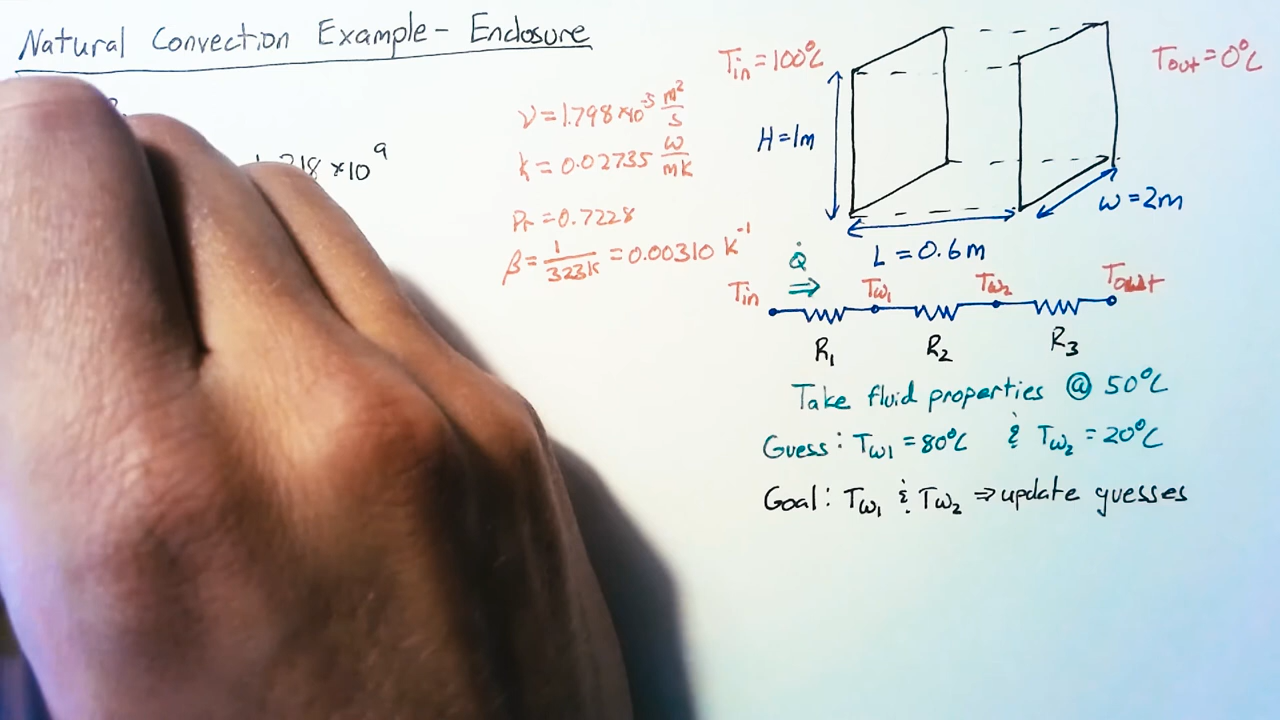 Natural Convection Example - Enclosure
218 ×10⁹
ν = 1.798×10⁻⁵ m²/s
k = 0.02735 W/mK
Pr = 0.7228
β = 1/323K = 0.00310 K⁻¹
Tin = 100°C
Tout = 0°C
H = 1m
w = 2m
L = 0.6m
Q̇
Tin ⇒ Tw₁ Tw₂ Tout
R₁ R₂ R₃
Take fluid properties @ 50°C
Guess: Tw1 = 80°C & Tw₂ = 20°C
Goal: Tw₁ & Tw₂ ⇒ update guesses